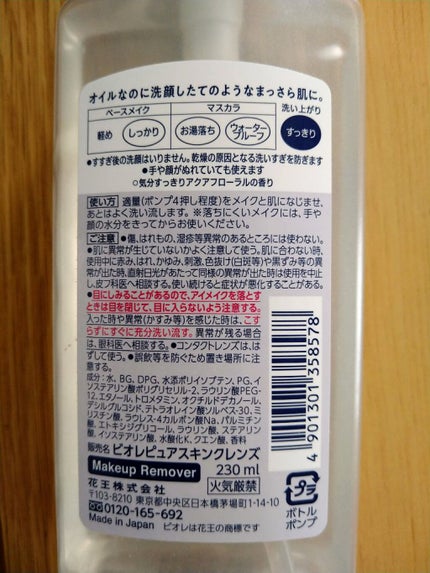 オイルなのに洗顔したてのようなまっさら肌に。
ベースメイク マスカラ 洗い上がり
軽め しっかり お湯落ち ウォータープルーフ すっきり
●すすぎ後の洗顔はいりません。乾燥の原因となる洗いすぎを防ぎます
●手や顔がぬれていても使えます
○気分すっきりアクアフローラルの香り
使い方 適量(ポンプ4押し程度)をメイクと肌になじませ、
あとはよく洗い流します。※落ちにくいメイクには、手や
顔の水分をきってからお使いください。
ご注意 ●傷、はれもの、湿疹等異常のあるところには使わない。
●肌に異常が生じていないかよく注意して使う。肌に合わない時、
使用中に赤み、はれ、かゆみ、刺激、色抜け(白斑等)や黒ずみ等の異
常が出た時、直射日光があたって同様の異常が出た時は使用を中止
し、皮フ科医へ相談する。使い続けると症状が悪化することがある。
●目にしみることがあるので、アイメイクを落とす
ときは目を閉じて、目に入らないよう注意する。
入った時や異常(かすみ等)を感じた時は、こす
らずにすぐに充分洗い流す。異常が残る場合
は、眼科医へ相談する。●コンタクトレンズは、は
ずして使う。●誤飲等を防ぐため置き場所に注
意する。
成分:水、BG、DPG、水添ポリイソブテン、PG、イ
ソステアリン酸ポリグリセリル-2、ラウリン酸PEG-
12、エタノール、トロメタミン、オクチルドデカノール、
デシルグルコシド、テトラオレイン酸ソルベス-30、ミ
リスチン酸、ラウレス-4カルボン酸Na、パルミチン
酸、エトキシジグリコール、ラウリン酸、ステアリン
酸、イソステアリン酸、水酸化K、クエン酸、香料
販売名 ビオレピュアスキンクレンズ
Makeup Remover 230 ml
花王株式会社 火気厳禁
〒103-8210 東京都中央区日本橋茅場町1-14-10
0120-165-692
Made in Japan ビオレは花王の商標です
4 901301 358578
プラ
ボトル
ポンプ